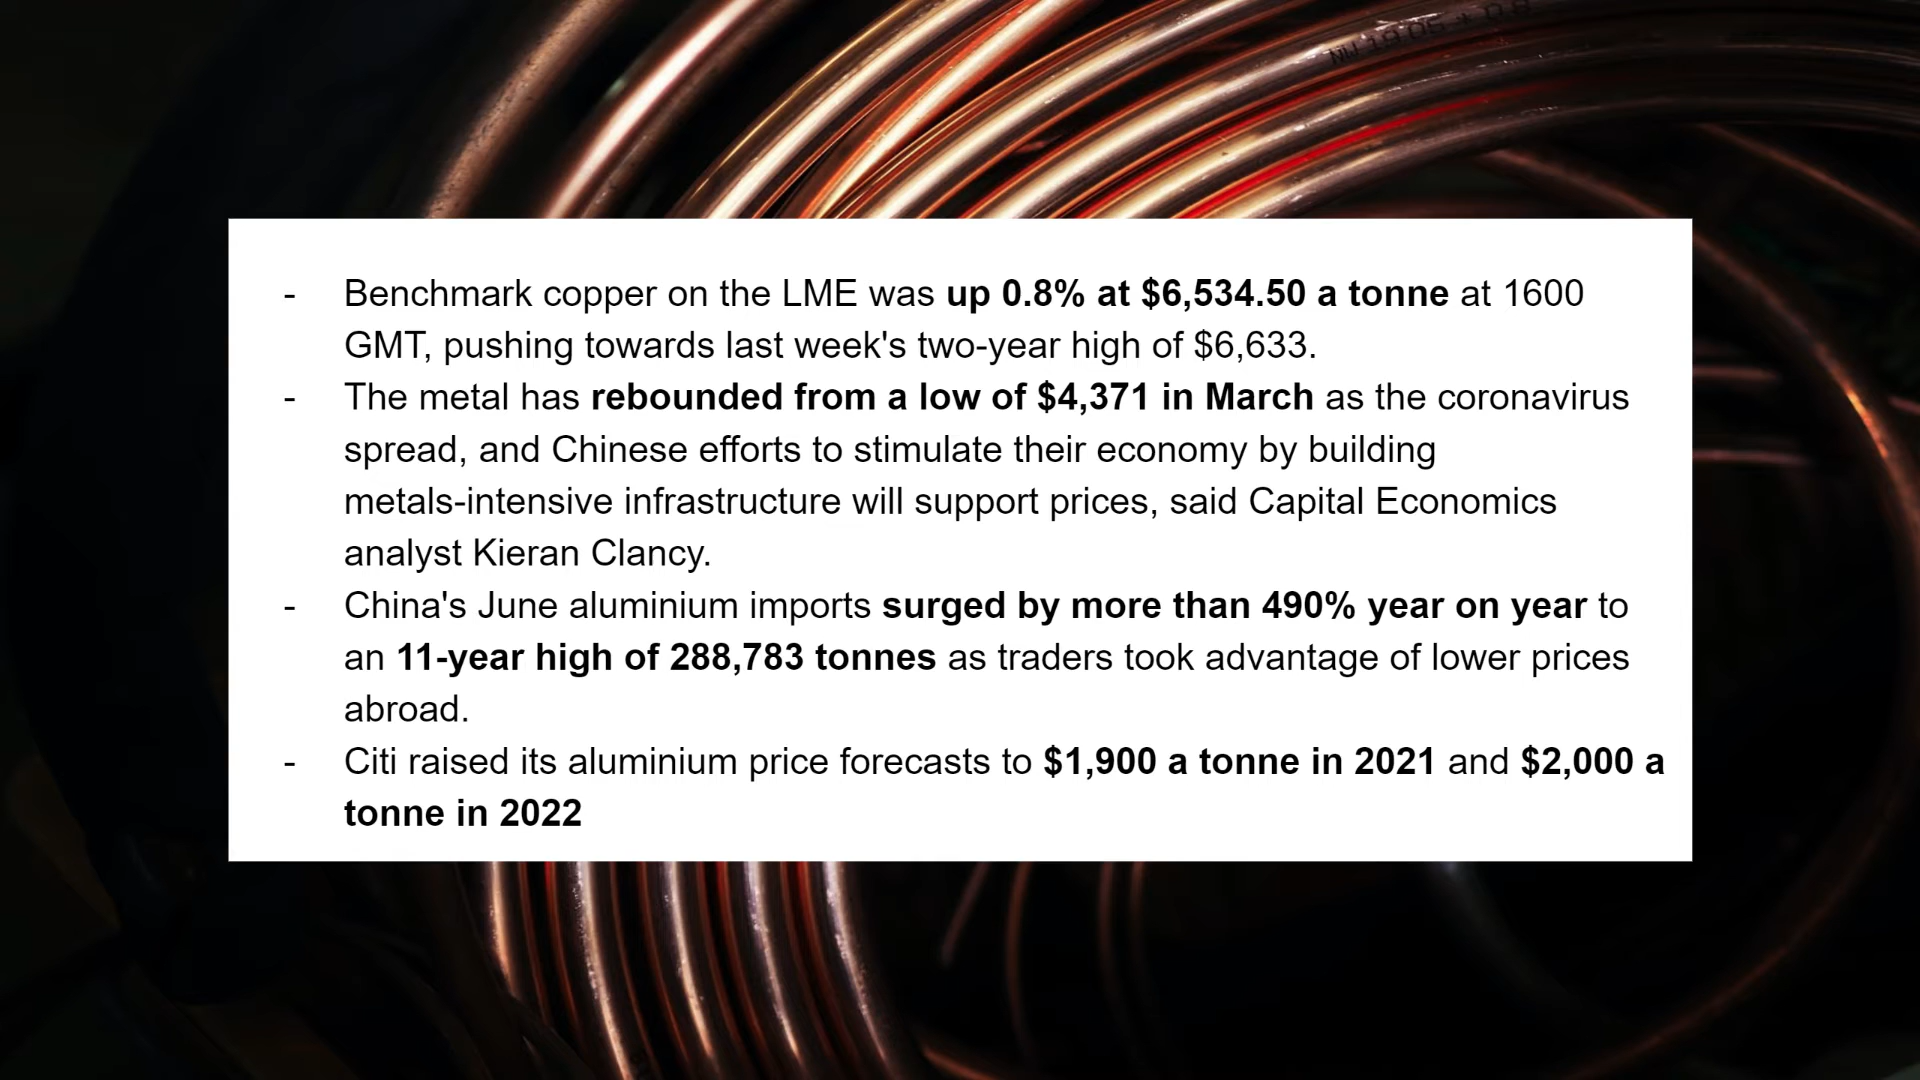 - Benchmark copper on the LME was up 0.8% at $6,534.50 a tonne at 1600
GMT, pushing towards last week's two-year high of $6,633.
- The metal has rebounded from a low of $4,371 in March as the coronavirus
spread, and Chinese efforts to stimulate their economy by building
metals-intensive infrastructure will support prices, said Capital Economics
analyst Kieran Clancy.
- China's June aluminium imports surged by more than 490% year on year to
an 11-year high of 288,783 tonnes as traders took advantage of lower prices
abroad.
- Citi raised its aluminium price forecasts to $1,900 a tonne in 2021 and $2,000 a
tonne in 2022